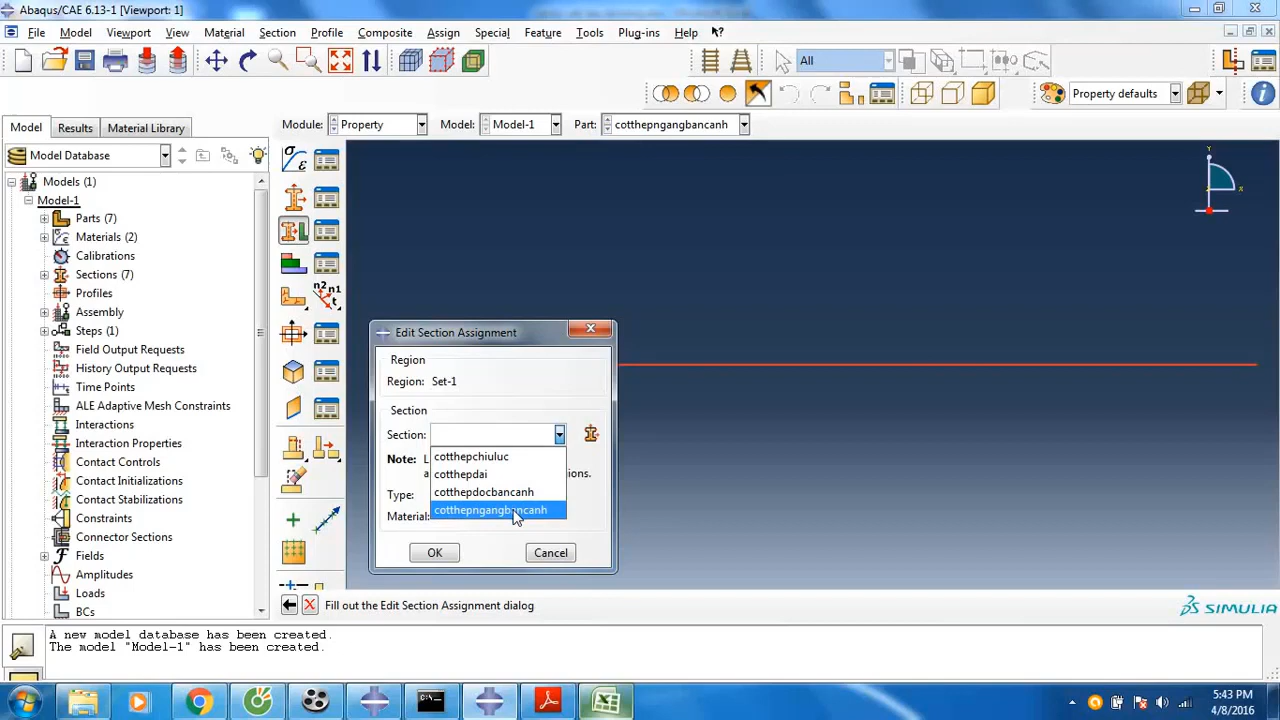 Abaqus/CAE 6.13-1 [Viewport: 1]
File Model Viewport View Material Section Profile Composite Assign Special Feature Tools Plug-ins Help
All
Property defaults
Model Results Material Library
Module: Property Model: Model-1 Part: cotthepngangbancanh
Model Database
Models (1)
Model-1
Parts (7)
Materials (2)
Calibrations
Sections (7)
Profiles
Assembly
Steps (1)
Field Output Requests
History Output Requests
Time Points
ALE Adaptive Mesh Constraints
Interactions
Interaction Properties
Contact Controls
Contact Initializations
Contact Stabilizations
Constraints
Connector Sections
Fields
Amplitudes
Loads
BCs
σ ε
n2 n1
t
Y
X
Edit Section Assignment
Region
Region: Set-1
Section
Section:
cotthepchiuluc
Note: L
cotthepdai
a ions.
cotthepdocbancanh
Type:
cotthepngangbancanh
Material:
OK Cancel
Fill out the Edit Section Assignment dialog
SIMULIA
A new model database has been created.
The model "Model-1" has been created.
5:43 PM
4/8/2016